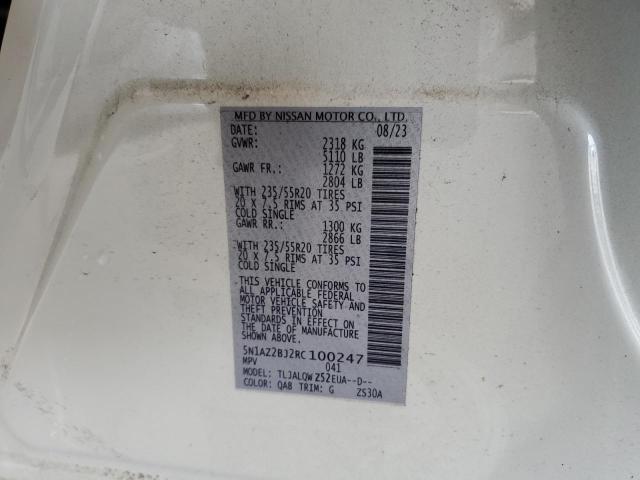 MFD BY NISSAN MOTOR CO., LTD.
DATE: 08/23
GVWR: 2318 KG
5110 LB
GAWR FR.: 1272 KG
2804 LB
WITH 235/55R20 TIRES
20 X 7.5 RIMS AT 35 PSI
COLD SINGLE
GAWR RR.: 1300 KG
2866 LB
WITH 235/55R20 TIRES
20 X 7.5 RIMS AT 35 PSI
COLD SINGLE
THIS VEHICLE CONFORMS TO
ALL APPLICABLE FEDERAL
MOTOR VEHICLE SAFETY AND
THEFT PREVENTION
STANDARDS IN EFFECT ON
THE DATE OF MANUFACTURE
SHOWN ABOVE.
5N1AZ2BJ2RC100247
MPV 041
MODEL: TLJALQWZ52EUA--D--
COLOR: QAB TRIM: G ZS30A